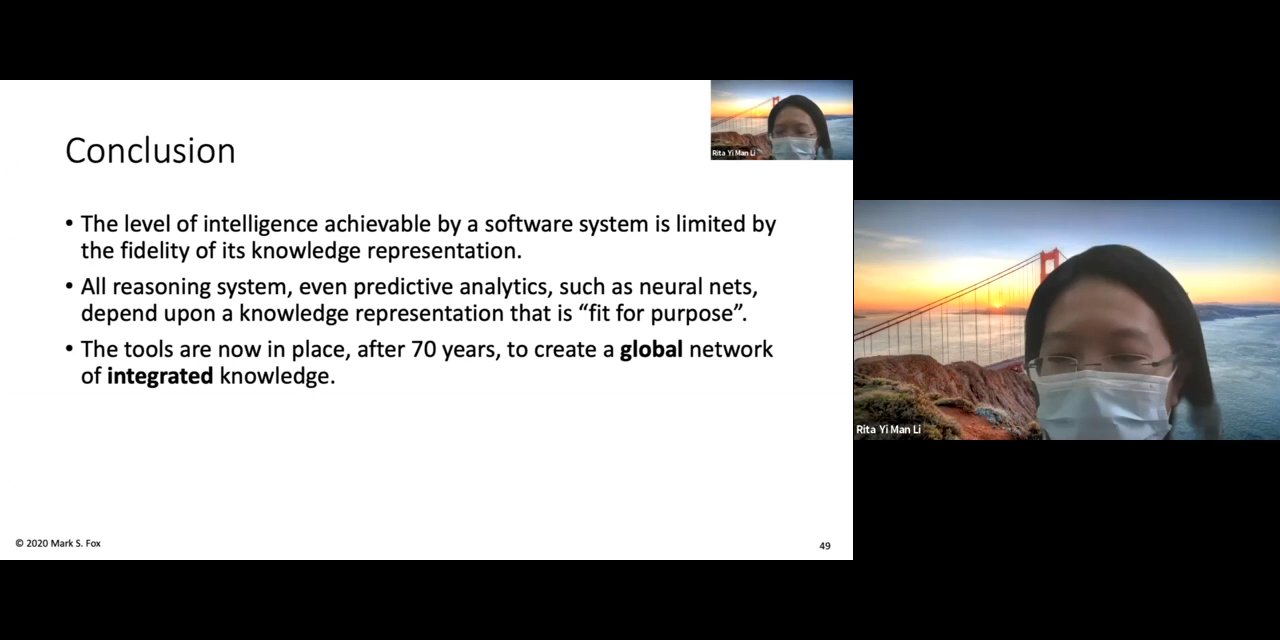 Conclusion
Rita Yi Man Li
• The level of intelligence achievable by a software system is limited by
the fidelity of its knowledge representation.
• All reasoning system, even predictive analytics, such as neural nets,
depend upon a knowledge representation that is “fit for purpose”.
• The tools are now in place, after 70 years, to create a global network
of integrated knowledge.
© 2020 Mark S. Fox
49
Rita Yi Man Li